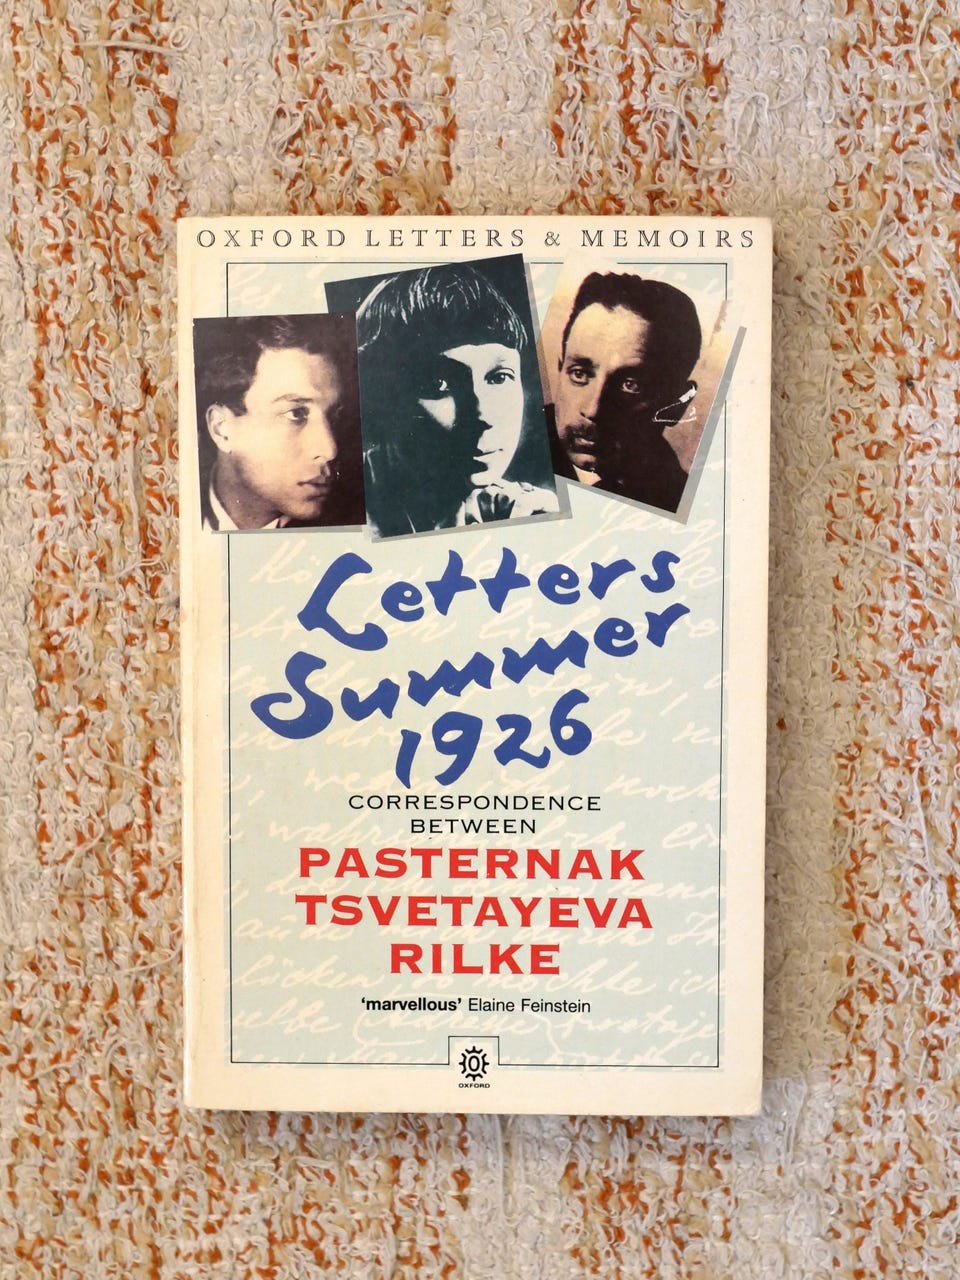 OXFORD LETTERS & MEMOIRS
Letters
Summer
1926
CORRESPONDENCE
BETWEEN
PASTERNAK
TSVETAYEVA
RILKE
‘marvellous’ Elaine Feinstein
OXFORD